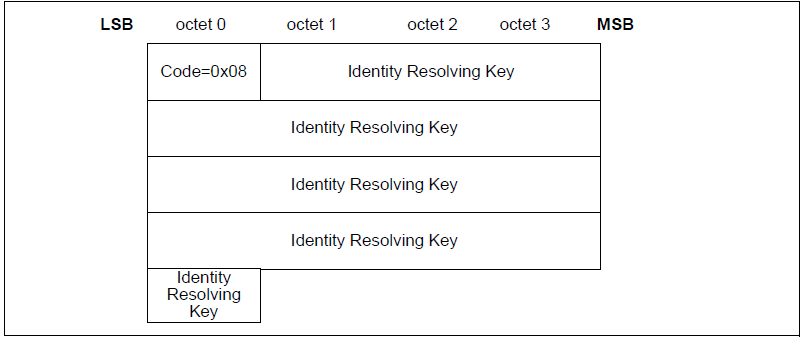 LSB octet 0 octet 1 octet 2 octet 3 MSB
Code=0x08 Identity Resolving Key
Identity Resolving Key
Identity Resolving Key
Identity Resolving Key
Identity
Resolving
Key